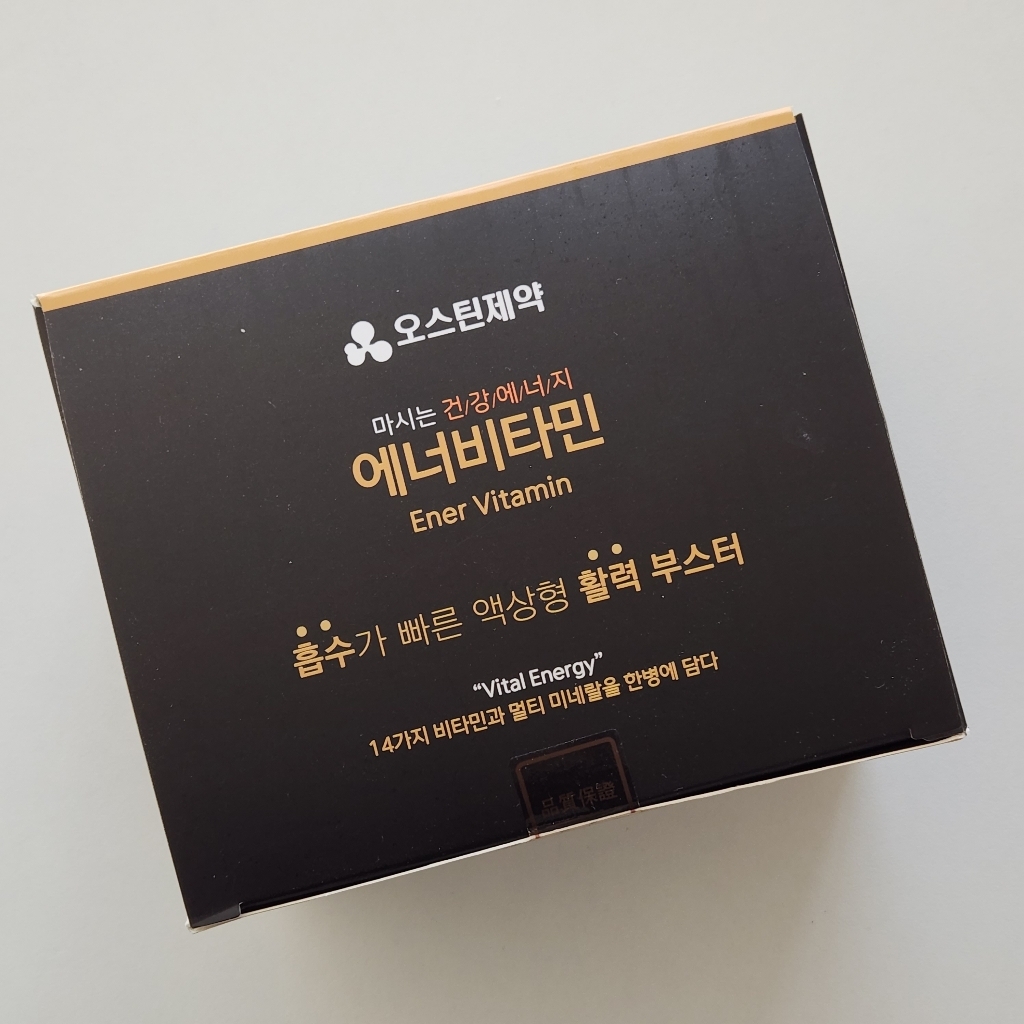 오스틴제약
마시는 건/강/에/너/지
에너비타민
Ener Vitamin
흡수가 빠른 액상형 활력 부스터
“Vital Energy”
14가지 비타민과 멀티 미네랄을 한병에 담다
品質保證